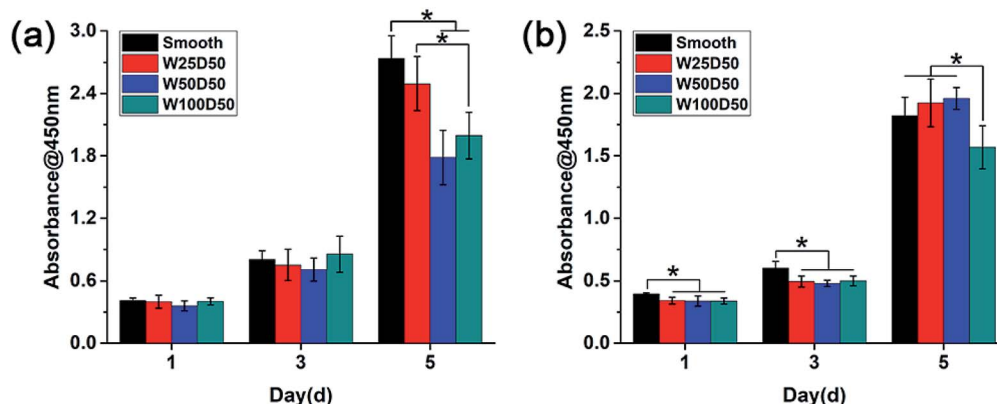 (a)
Absorbance@450nm
3.0
2.4
1.8
1.2
0.6
0.0
Smooth
W25D50
W50D50
W100D50
*
*
1 3 5
Day(d)
(b)
Absorbance@450nm
2.5
2.0
1.5
1.0
0.5
0.0
Smooth
W25D50
W50D50
W100D50
*
*
*
1 3 5
Day(d)